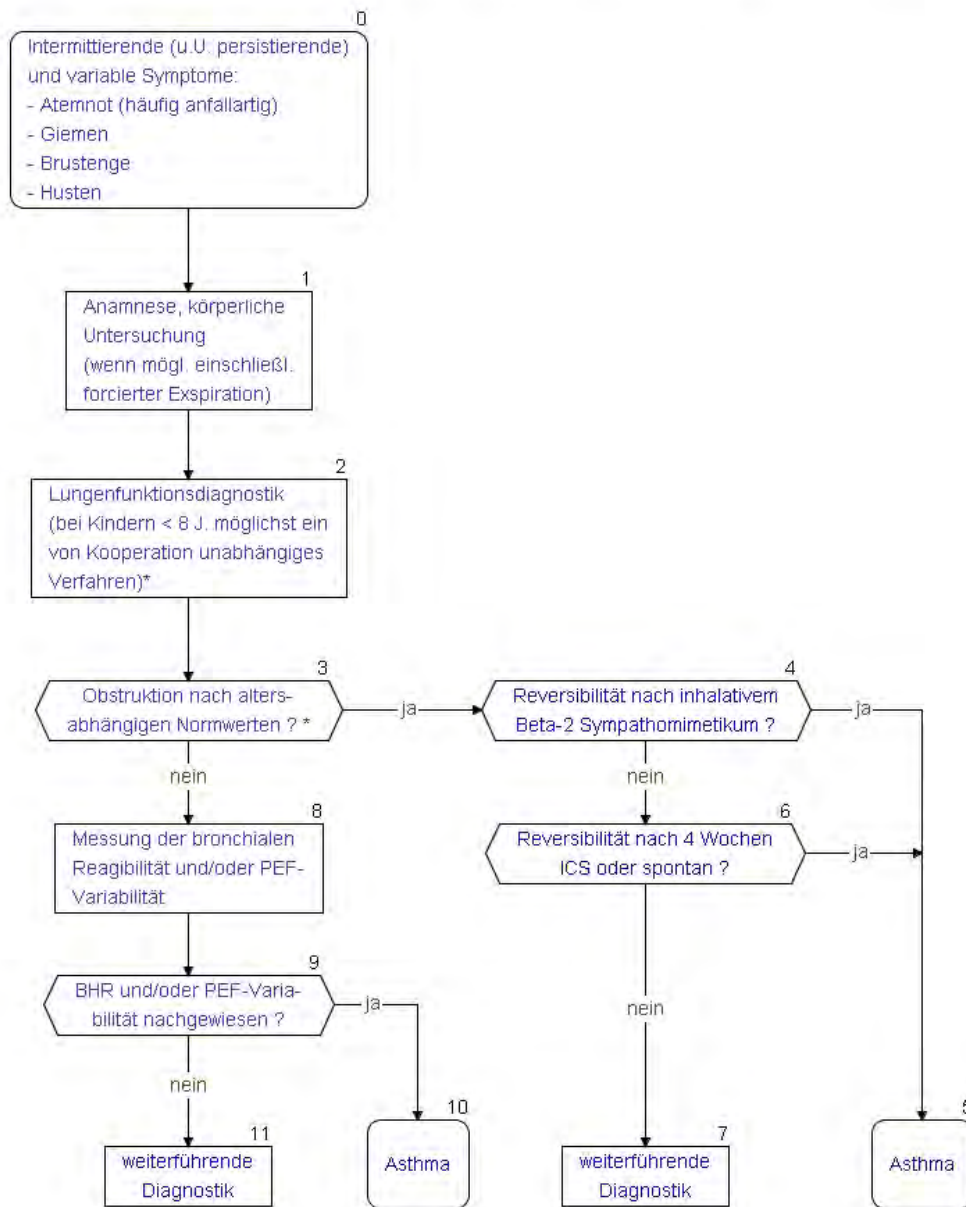 0
Intermittierende (u.U. persistierende)
und variable Symptome:
- Atemnot (häufig anfallartig)
- Giemen
- Brustenge
- Husten
1
Anamnese, körperliche
Untersuchung
(wenn mögl. einschließl.
forcierter Exspiration)
2
Lungenfunktionsdiagnostik
(bei Kindern < 8 J. möglichst ein
von Kooperation unabhängiges
Verfahren)*
3
Obstruktion nach alters-
abhängigen Normwerten ? *
ja
nein
4
Reversibilität nach inhalativem
Beta-2 Sympathomimetikum ?
ja
nein
6
Reversibilität nach 4 Wochen
ICS oder spontan ?
ja
nein
8
Messung der bronchialen
Reagibilität und/oder PEF-
Variabilität
9
BHR und/oder PEF-Varia-
bilität nachgewiesen ?
ja
nein
11
weiterführende
Diagnostik
10
Asthma
7
weiterführende
Diagnostik
5
Asthma